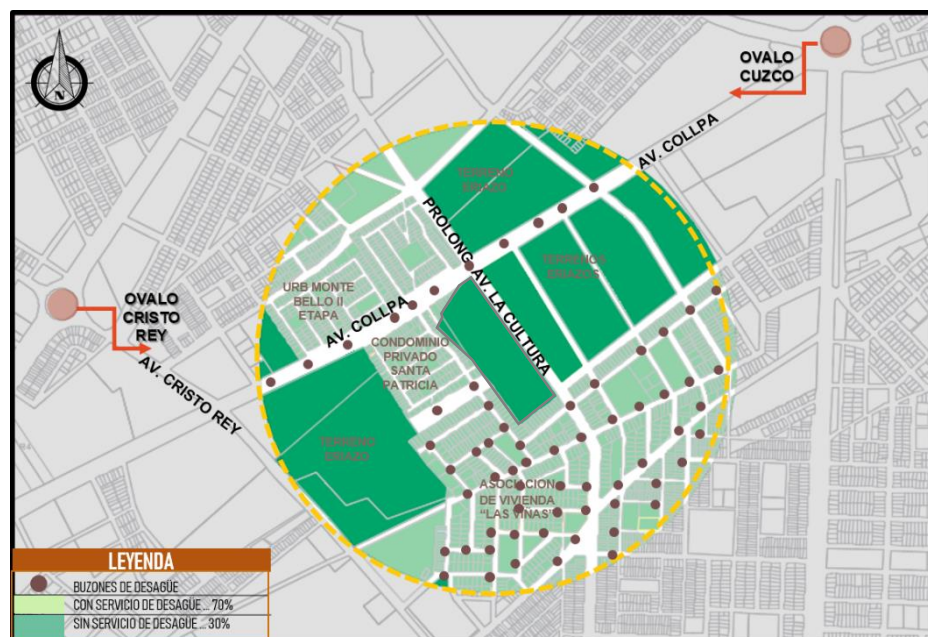 N
OVALO
CUZCO
AV. COLLPA
TERRENO
ERIAZO
PROLONG. AV. LA CULTURA
TERRENOS
ERIAZOS
URB MONTE
BELLO II
ETAPA
AV. COLLPA
OVALO
CRISTO
REY
CONDOMINIO
PRIVADO
SANTA
PATRICIA
AV. CRISTO REY
TERRENO
ERIAZO
ASOCIACION
DE VIVIENDA
“LAS VIÑAS”
LEYENDA
BUZONES DE DESAGÜE
CON SERVICIO DE DESAGÜE... 70%
SIN SERVICIO DE DESAGÜE... 30%